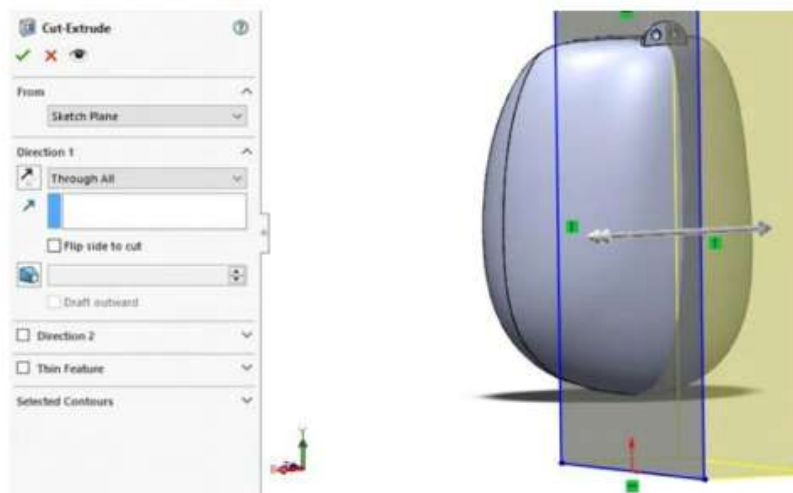 Cut-Extrude
From
Sketch Plane
Direction 1
Through All
Flip side to cut
Draft outward
Direction 2
Thin Feature
Selected Contours